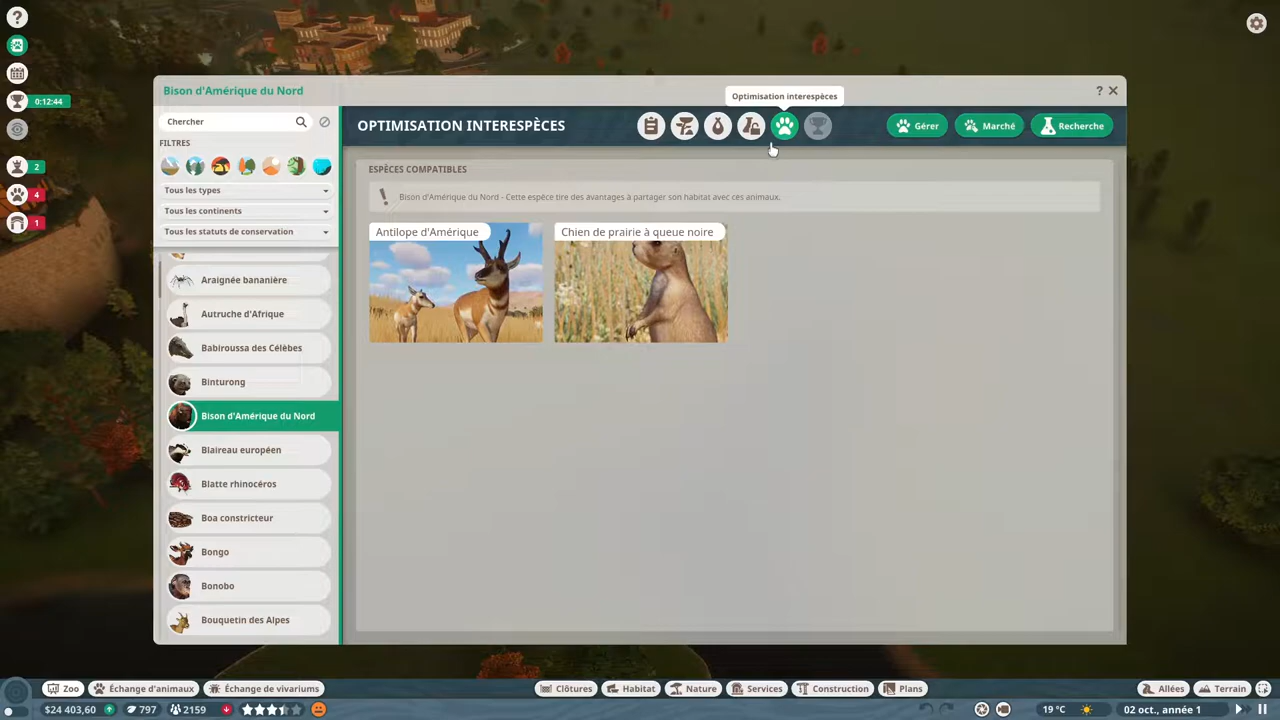 Bison d'Amérique du Nord
?
Optimisation interespèces
Chercher
OPTIMISATION INTERESPÈCES
Gérer
Marché
Recherche
0:12:44
FILTRES
Tous les types
Tous les continents
Tous les statuts de conservation
2
4
1
ESPÈCES COMPATIBLES
Bison d'Amérique du Nord - Cette espèce tire des avantages à partager son habitat avec ces animaux.
Antilope d'Amérique
Chien de prairie à queue noire
Araignée bananière
Autruche d'Afrique
Babiroussa des Célèbes
Binturong
Bison d'Amérique du Nord
Blaireau européen
Blatte rhinocéros
Boa constricteur
Bongo
Bonobo
Bouquetin des Alpes
Zoo
Échange d'animaux
Échange de vivariums
Clôtures
Habitat
Nature
Services
Construction
Plans
Allées
Terrain
$24 403,60
797
2159
19 °C
02 oct., année 1